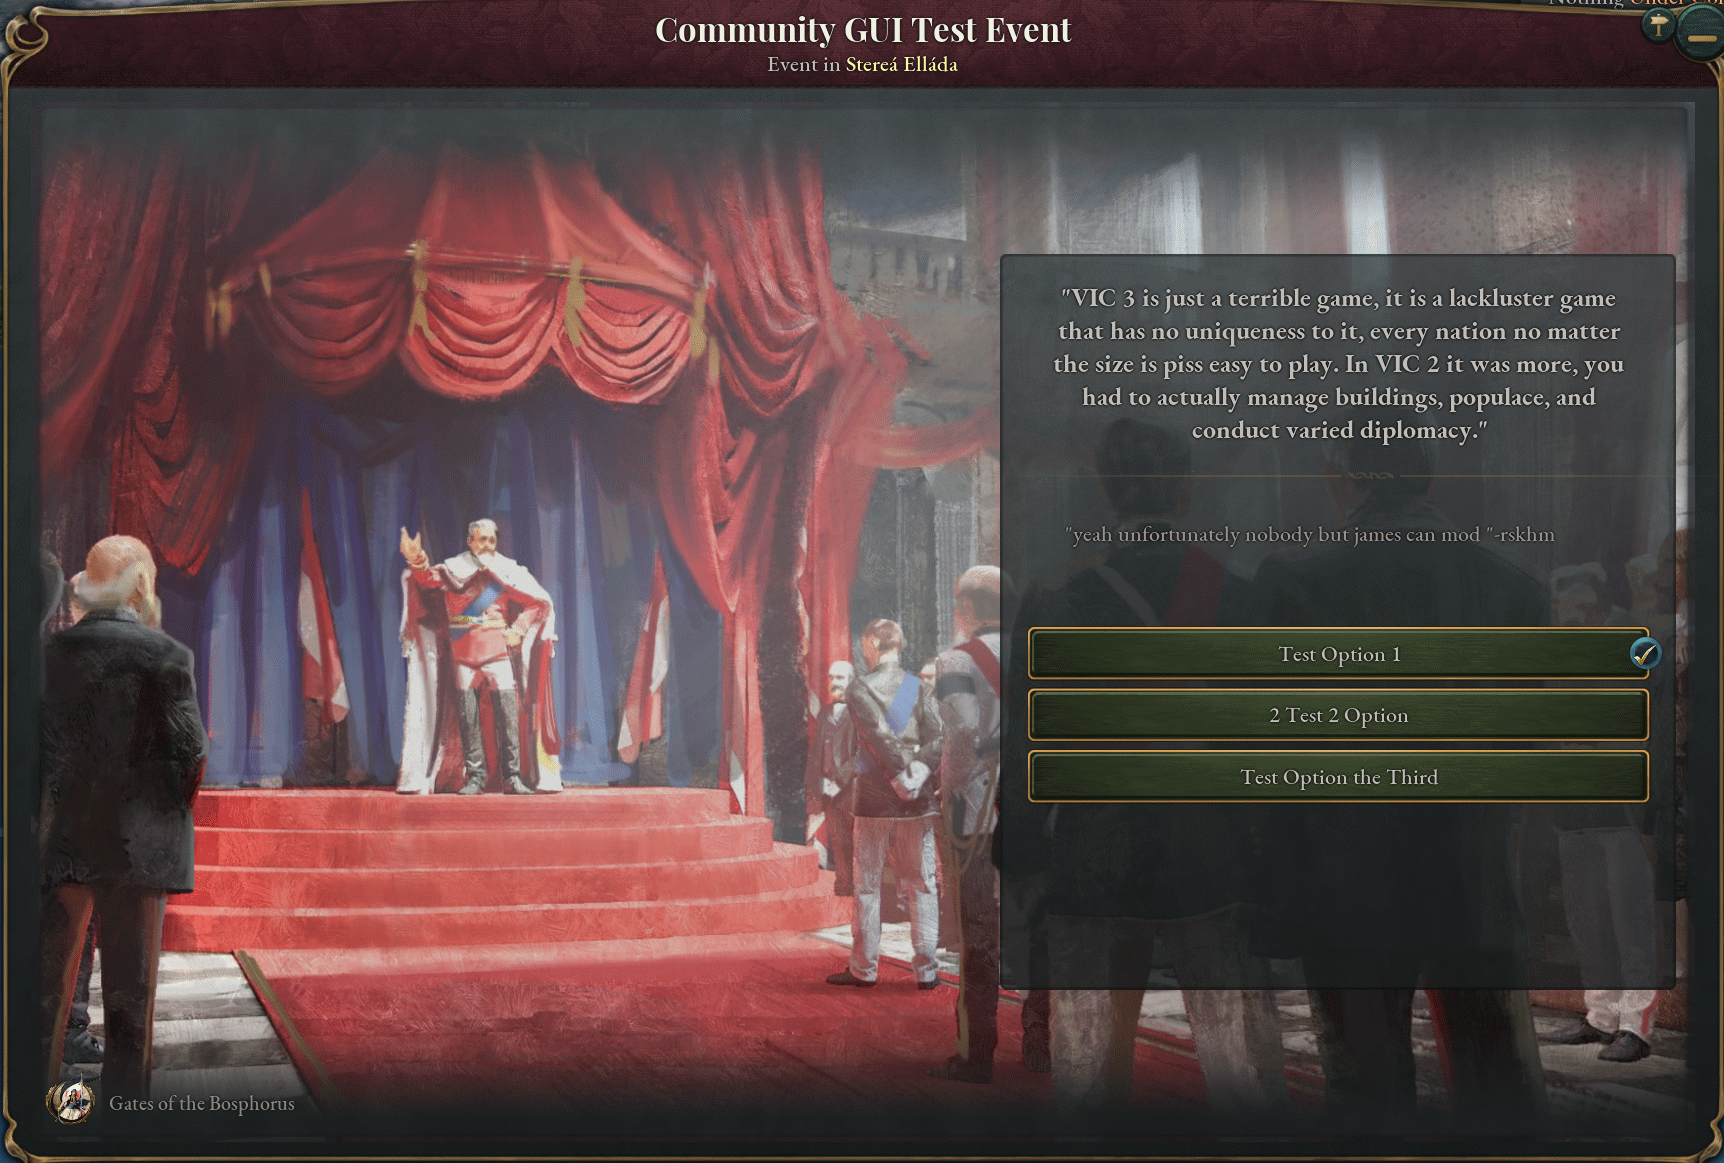 Nothing Under Con
Community GUI Test Event
Event in Stereá Elláda
"VIC 3 is just a terrible game, it is a lackluster game
that has no uniqueness to it, every nation no matter
the size is piss easy to play. In VIC 2 it was more, you
had to actually manage buildings, populace, and
conduct varied diplomacy."
"yeah unfortunately nobody but james can mod "-rskhm
Test Option 1
2 Test 2 Option
Test Option the Third
Gates of the Bosphorus